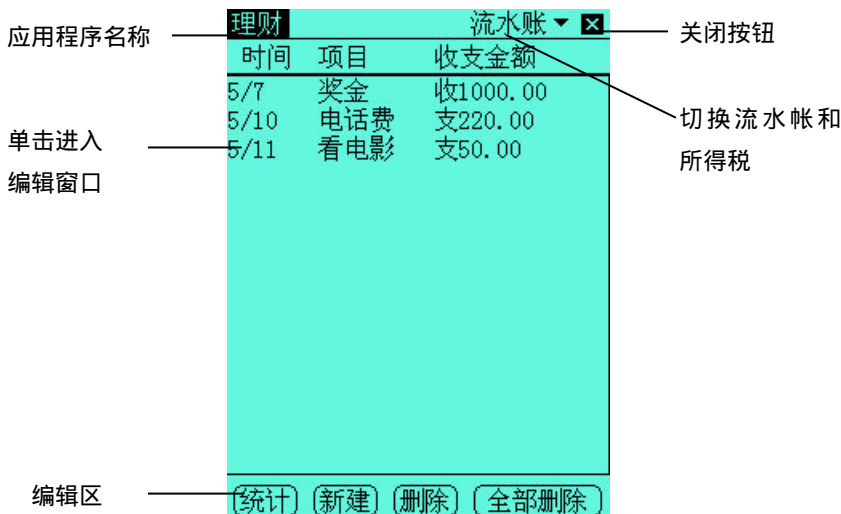 应用程序名称
理财 流水账
关闭按钮
时间 项目 收支金额
5/7 奖金 收1000.00
5/10 电话费 支220.00
5/11 看电影 支50.00
切换流水帐和
所得税
单击进入
编辑窗口
编辑区
统计 新建 删除 全部删除